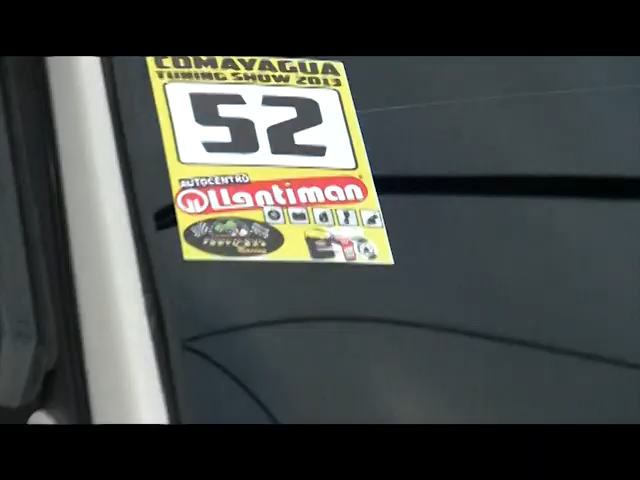 COMAYAGUA
TUNING SHOW 2013
52
AUTOCENTRO
Llantiman